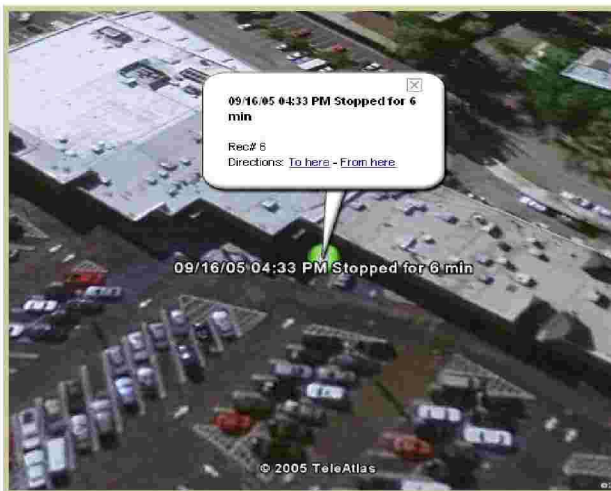 09/16/05 04:33 PM Stopped for 6
min
Rec# 6
Directions: To here - From here
09/16/05 04:33 PM Stopped for 6 min
© 2005 TeleAtlas